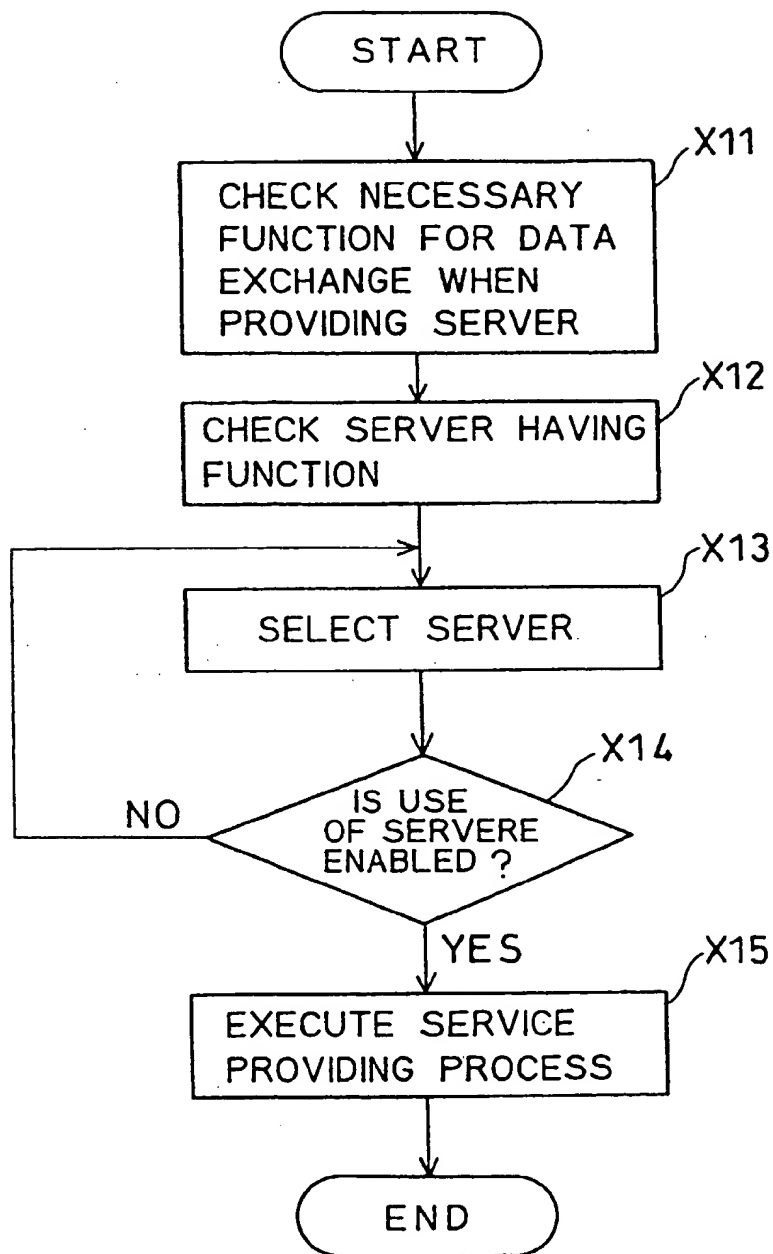 START
X11
CHECK NECESSARY
FUNCTION FOR DATA
EXCHANGE WHEN
PROVIDING SERVER
X12
CHECK SERVER HAVING
FUNCTION
X13
SELECT SERVER
X14
IS USE
OF SERVERE
ENABLED ?
NO
YES
X15
EXECUTE SERVICE
PROVIDING PROCESS
END